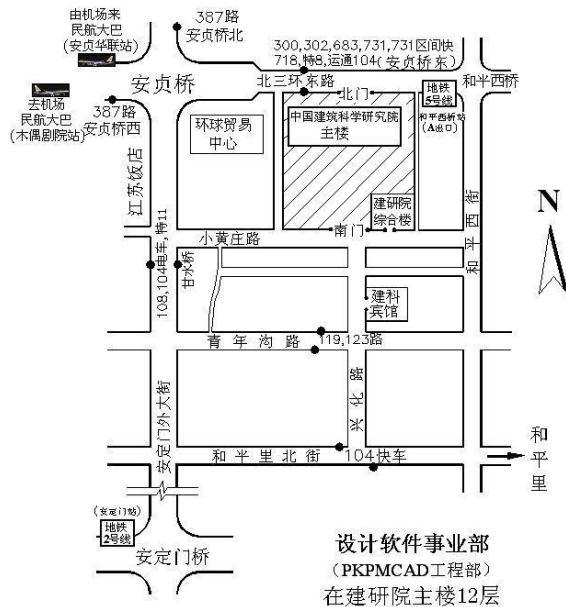 由机场来
民航大巴
(安贞华联站)
387路
安贞桥北
300,302,683,731,731区间快
718,特8,运通104(安贞桥东)
安贞桥
北三环东路
北门
地铁
5号线
和平西桥
去机场
民航大巴
(木偶剧院站)
387路
安贞桥西
环球贸易
中心
中国建筑科学研究院
主楼
和平西桥站
(A出口)
江苏饭店
建研院
综合楼
和平西街
N
南门
小黄庄路
108,104电车,特11
甘水桥
建科
宾馆
青年沟路
119,123路
兴化路
安定门外大街
和平里北街
104快车
和平里
(安定门站)
地铁
2号线
安定门桥
设计软件事业部
(PKPMCAD工程部)
在建研院主楼12层